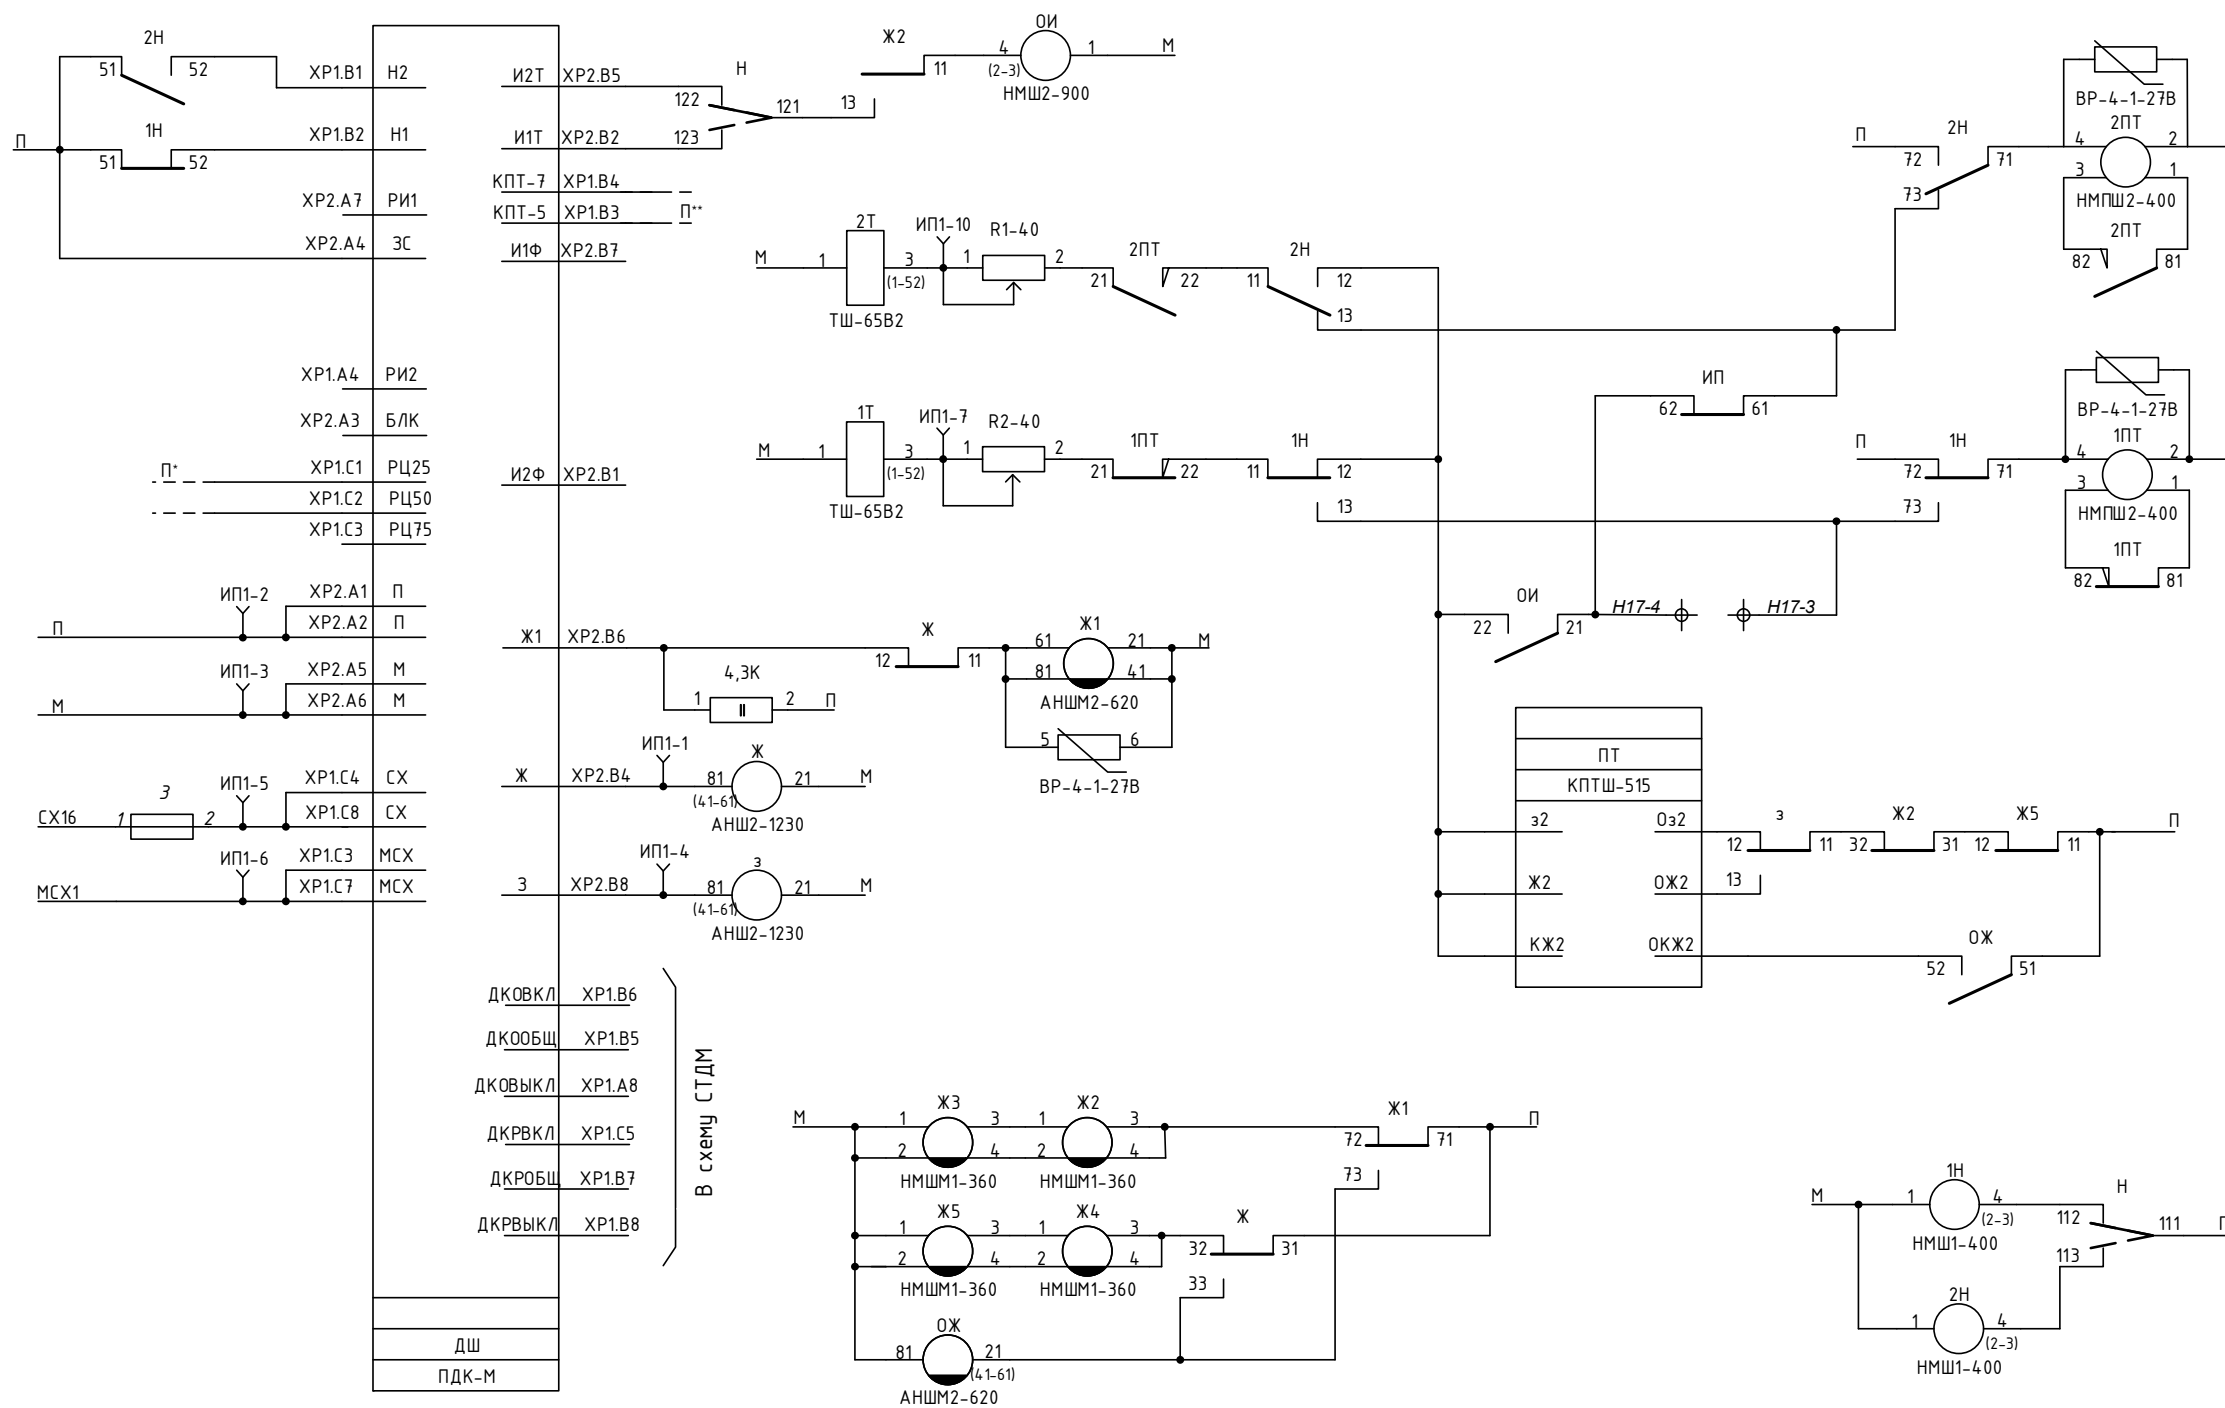 2Н
51 52
ХР1.В1 Н2
1Н
П
51 52
ХР1.В2 Н1
ХР2.А7 РИ1
ХР2.А4 ЗС
ХР1.А4 РИ2
ХР2.А3 БЛК
П*
ХР1.С1 РЦ25
ХР1.С2 РЦ50
ХР1.С3 РЦ75
ИП1-2
ХР2.А1 П
П
ХР2.А2 П
ИП1-3
ХР2.А5 М
М
ХР2.А6 М
ИП1-5
ХР1.С4 СХ
СХ16 1 3 2
ХР1.С8 СХ
ИП1-6
ХР1.С3 МСХ
МСХ1
ХР1.С7 МСХ
И2Т ХР2.В5
И1Т ХР2.В2
КПТ-7 ХР1.В4
КПТ-5 ХР1.В3 П**
И1Ф ХР2.В7
И2Ф ХР2.В1
Ж1 ХР2.В6
Ж ХР2.В4
З ХР2.В8
ДКОВКЛ ХР1.В6
ДКООБЩ ХР1.В5
ДКОВЫКЛ ХР1.А8
ДКРВКЛ ХР1.С5
ДКРОБЩ ХР1.В7
ДКРВЫКЛ ХР1.В8
В схему СТДМ
ДШ
ПДК-М
Н
122
123
121
13
Ж2
11
ОИ
4 1 М
(2-3)
НМШ2-900
2Т
М 1 3
(1-52)
ТШ-65В2
ИП1-10
R1-40
1 2
2ПТ
21 22
2Н
11 12
13
1Т
М 1 3
(1-52)
ТШ-65В2
ИП1-7
R2-40
1 2
1ПТ
21 22
1Н
11 12
13
ИП
62 61
ОИ
22 21
Н17-4 Н17-3
П
2Н
72 71
73
ВР-4-1-27В
2ПТ
4 2
3 1
НМПШ2-400
2ПТ
82 81
П
1Н
72 71
73
ВР-4-1-27В
1ПТ
4 2
3 1
НМПШ2-400
1ПТ
82 81
Ж
12 11
4,3К
1 2 П
Ж1
61 21 М
81 41
АНШМ2-620
5 6
ВР-4-1-27В
ИП1-1
Ж
81 21 М
(41-61)
АНШ2-1230
ИП1-4
з
81 21 М
(41-61)
АНШ2-1230
ПТ
КПТШ-515
з2 Оз2
Ж2 ОЖ2
КЖ2 ОКЖ2
з
12 11
13
Ж2
32 31
Ж5
12 11
П
ОЖ
52 51
М
Ж3
1 3
2 4
НМШМ1-360
Ж2
1 3
2 4
НМШМ1-360
Ж1
72 71
73
П
Ж5
1 3
2 4
НМШМ1-360
Ж4
1 3
2 4
НМШМ1-360
Ж
32 31
33
ОЖ
81 21
(41-61)
АНШМ2-620
М
1Н
1 4
(2-3)
НМШ1-400
Н
112 111
113
П
2Н
1 4
(2-3)
НМШ1-400